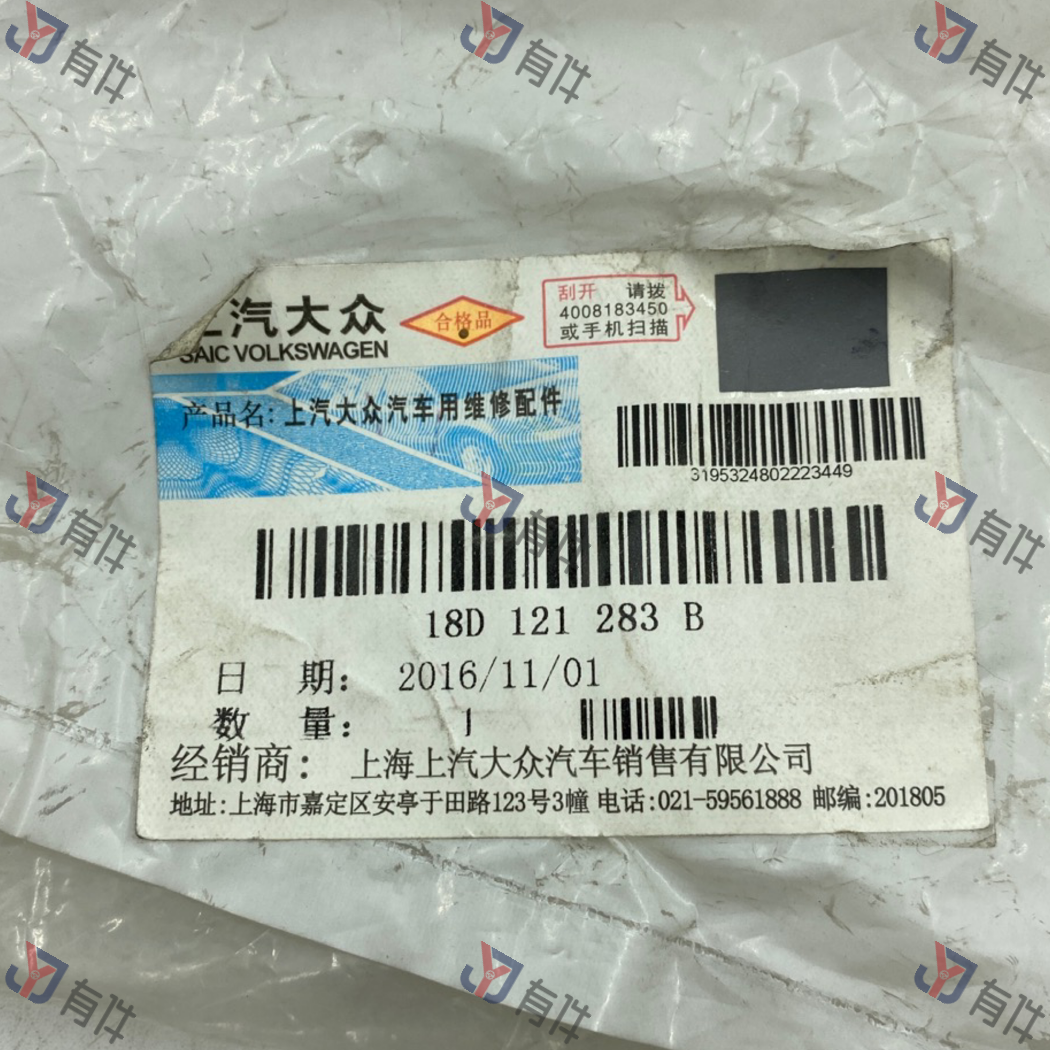 有件
有件
有件
上汽大众
SAIC VOLKSWAGEN
合格品
刮开 请拨
4008183450
或手机扫描
产品名: 上汽大众汽车用维修配件
3195324802223449
有件
有件
有件
18D 121 283 B
日 期: 2016/11/01
数 量: 1
经销商: 上海上汽大众汽车销售有限公司
地址:上海市嘉定区安亭于田路123号3幢 电话:021-59561888 邮编:201805
有件
有件
有件